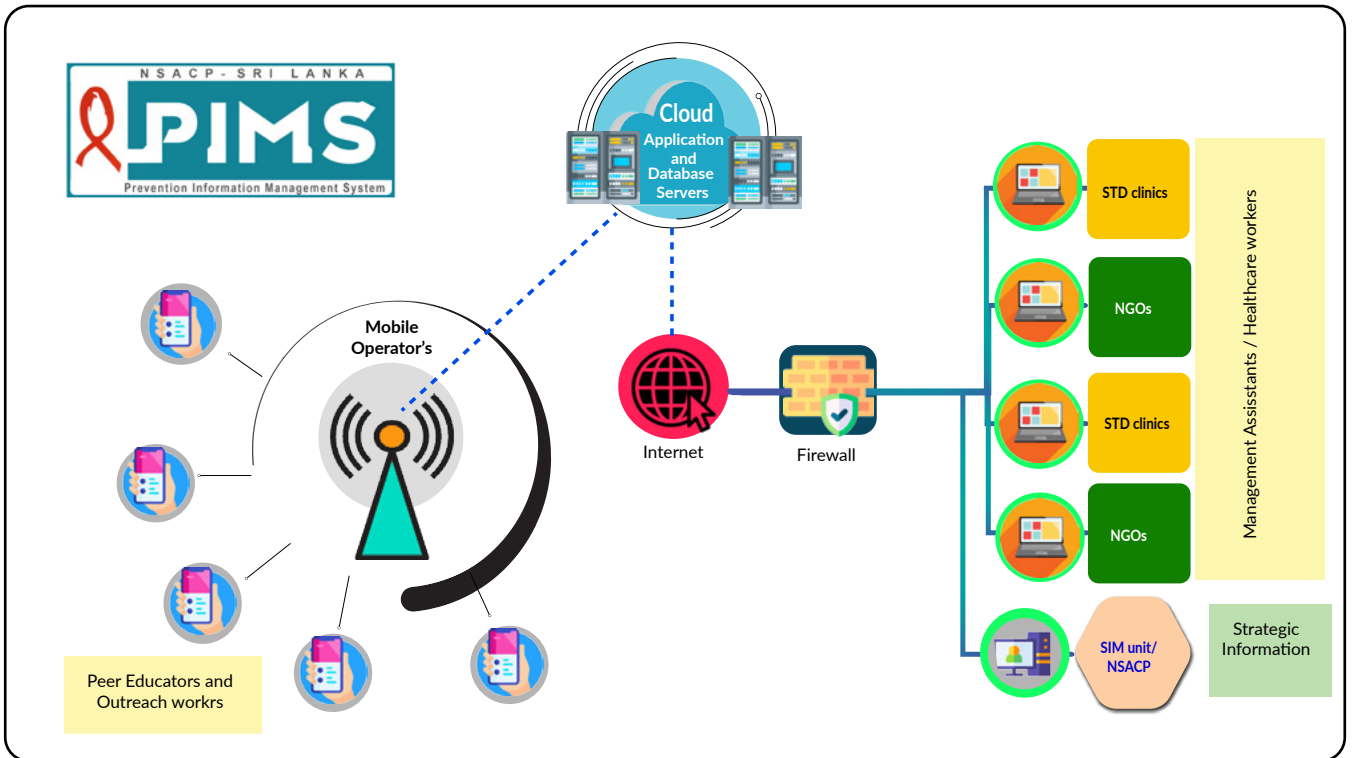 NSACP- SRI LANKA
PIMS
Prevention Information Management System
Cloud
Application
and
Database
Servers
Mobile
Operator's
Internet
Firewall
STD clinics
NGOs
STD clinics
NGOs
Management Assisstants / Healthcare workers
SIM unit/
NSACP
Strategic
Information
Peer Educators and
Outreach workrs